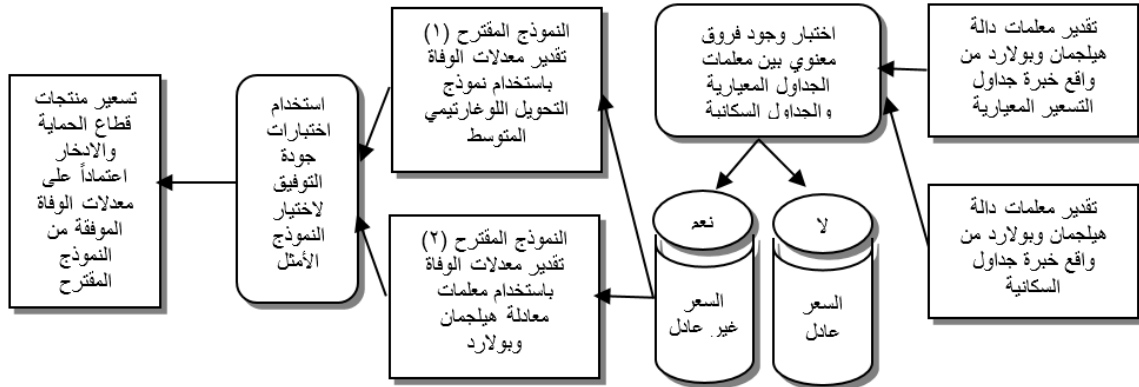 تقدير معلمات دالة
هيلجمان وبولارد من
واقع خبرة جداول
التسعير المعيارية
تقدير معلمات دالة
هيلجمان وبولارد من
واقع خبرة جداول
السكانية
اختبار وجود فروق
معنوي بين معلمات
الجداول المعيارية
والجداول السكانية
لا
السعر
عادل
نعم
السعر
غير عادل
النموذج المقترح (١)
تقدير معدلات الوفاة
باستخدام نموذج
التحويل اللوغارتيمي
المتوسط
النموذج المقترح (٢)
تقدير معدلات الوفاة
باستخدام معلمات
معادلة هيلجمان
وبولارد
استخدام
اختبارات
جودة
التوفيق
لاختيار
النموذج
الأمثل
تسعير منتجات
قطاع الحماية
والادخار
اعتماداً على
معدلات الوفاة
الموفقة من
النموذج
المقترح